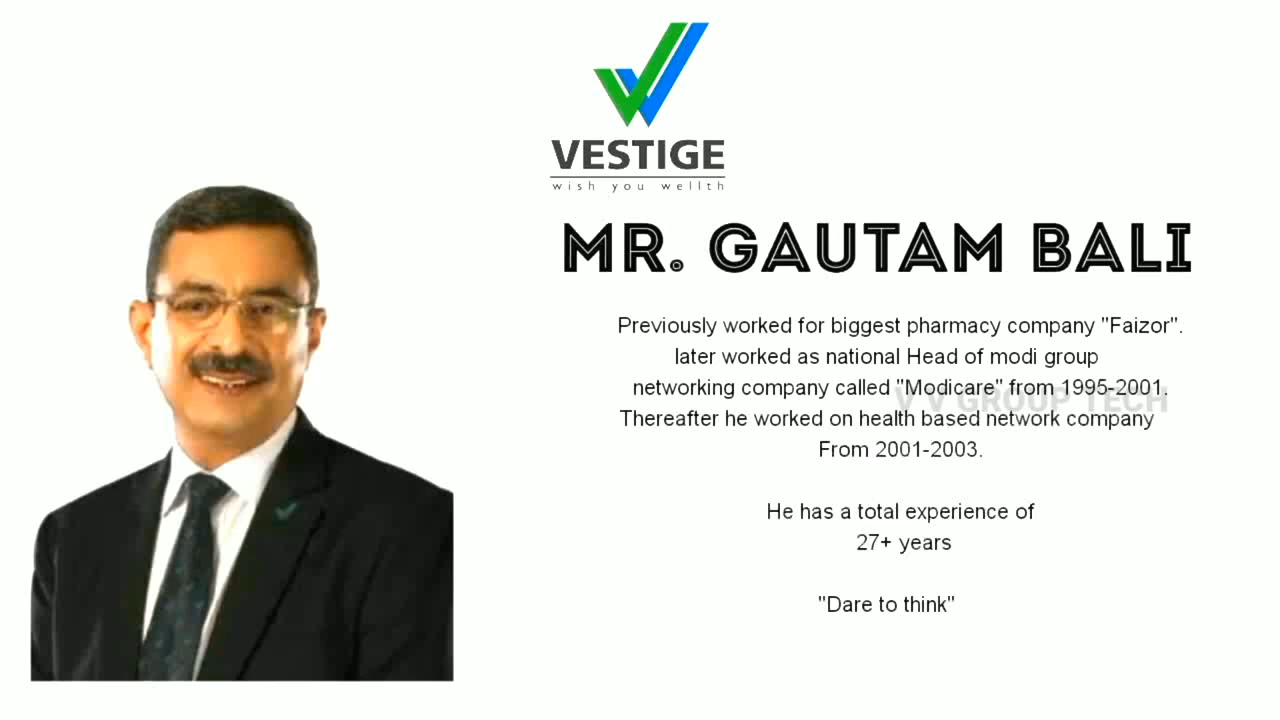 VESTIGE
wish you wellth
MR. GAUTAM BALI
Previously worked for biggest pharmacy company "Faizor".
later worked as national Head of modi group
networking company called "Modicare" from 1995-2001.
V V GROUP TECH
Thereafter he worked on health based network company
From 2001-2003.
He has a total experience of
27+ years
"Dare to think"